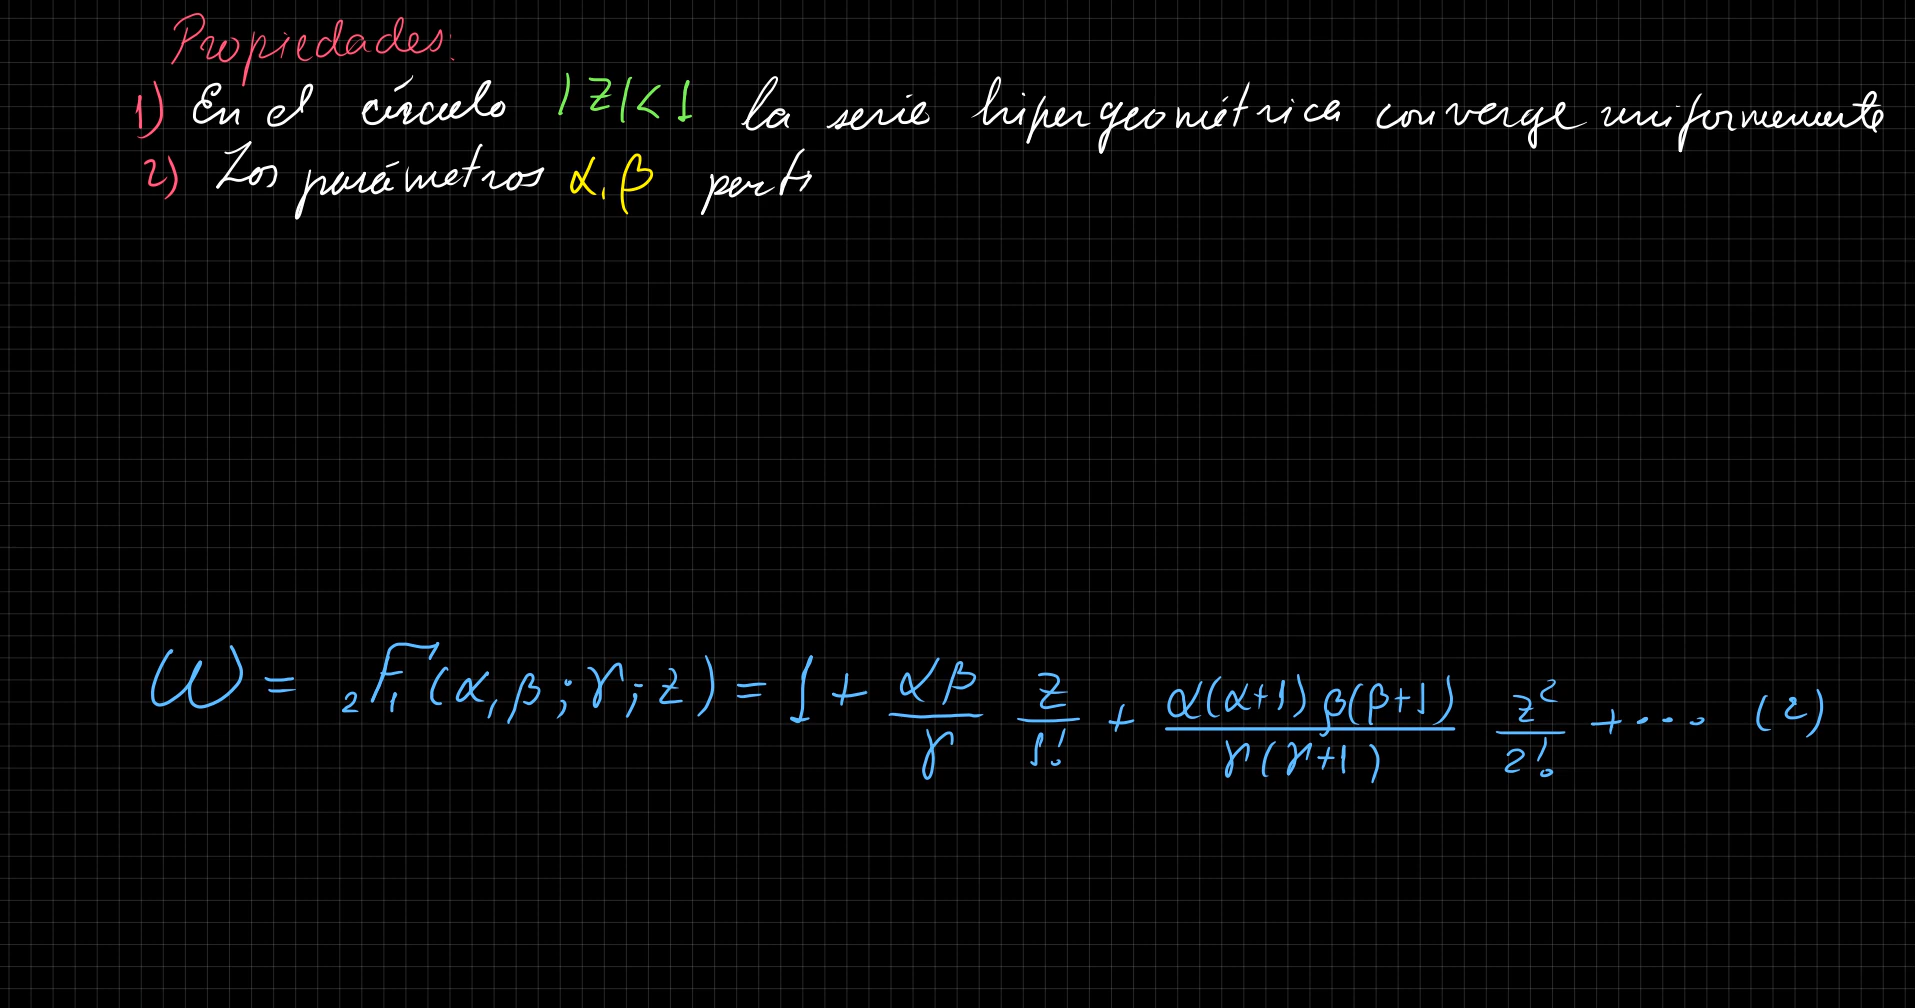 Propiedades:
1) En el círculo |z|<1 la serie hipergeométrica converge uniformemente
2) Los parámetros α, β pert
ω = ₂F₁(α, β; γ; z) = 1 + αβ/γ z/1! + α(α+1)β(β+1)/γ(γ+1) z²/2! + ... (2)